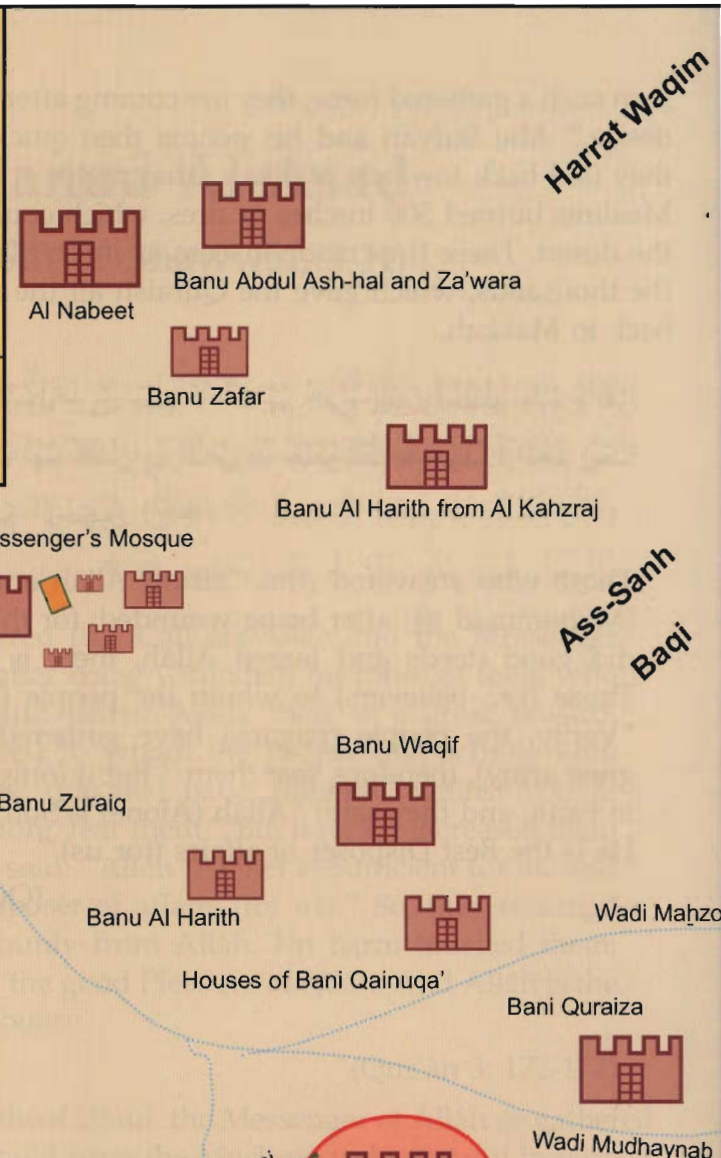 Harrat Waqim
Banu Abdul Ash-hal and Za'wara
Al Nabeet
Banu Zafar
Banu Al Harith from Al Kahzraj
ssenger's Mosque
Ass-Sanh
Baqi
Banu Waqif
Banu Zuraiq
Banu Al Harith
Wadi Maḥzo
Houses of Bani Qainuqa'
Bani Quraiza
Wadi Mudhaynab